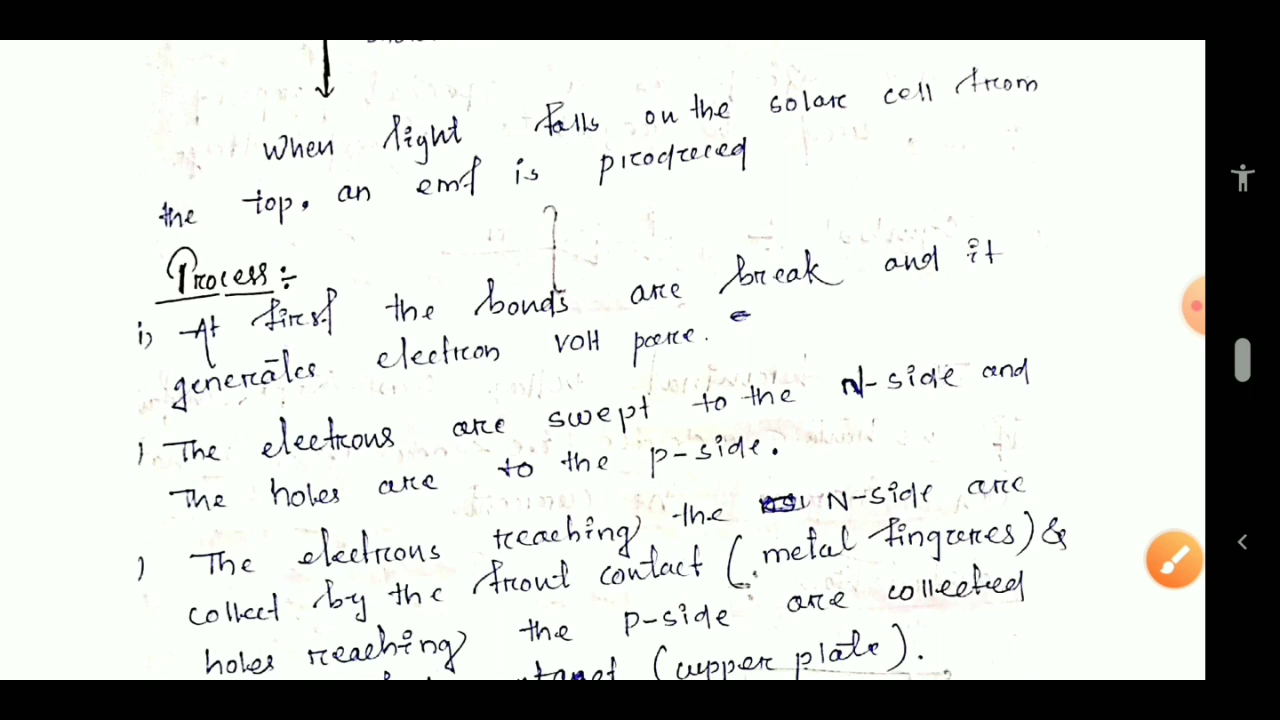 When light falls on the solar cell from
the top, an emf is produced
Process :-
i) At first the bonds are break and it
generates electron volt paere.
) The electrons are swept to the N-side and
The holes are to the p-side.
) The electrons reaching the N-side are
collect by the front contact (metal fingures) &
holes reaching the p-side are collected
(cupper plate).